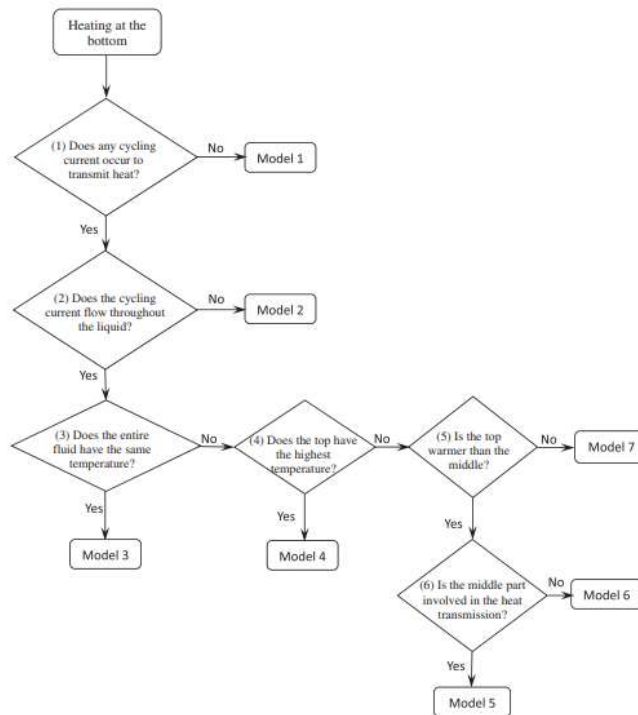 Heating at the
bottom
(1) Does any cycling
current occur to
transmit heat?
No
Model 1
Yes
(2) Does the cycling
current flow throughout
the liquid?
No
Model 2
Yes
(3) Does the entire
fluid have the same
temperature?
No
(4) Does the top have
the highest
temperature?
No
(5) Is the top
warmer than the
middle?
No
Model 7
Yes
Model 3
Yes
Model 4
Yes
(6) Is the middle part
involved in the heat
transmission?
No
Model 6
Yes
Model 5